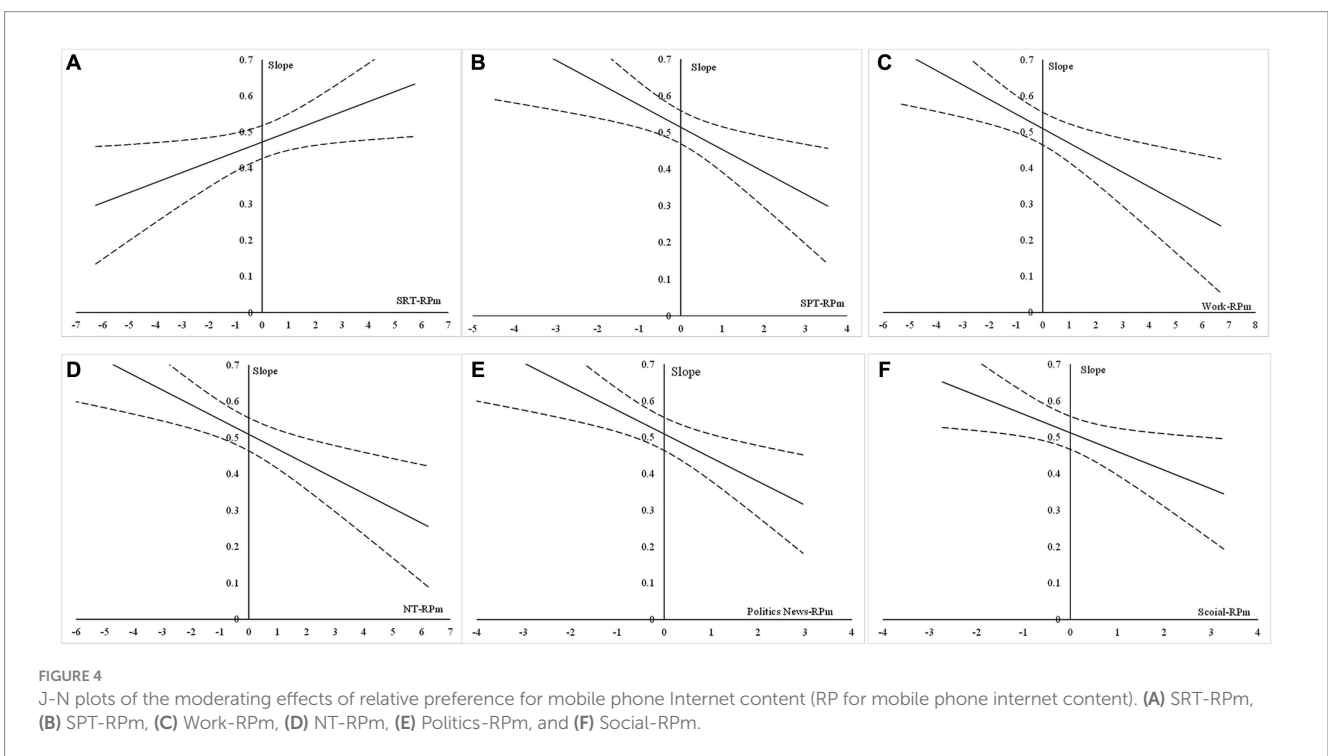 A
Slope
0.7
0.6
0.5
0.4
0.3
0.2
0.1
0
SRT-RPm
-7 -6 -5 -4 -3 -2 -1 0 1 2 3 4 5 6 7
B
Slope
0.7
0.6
0.5
0.4
0.3
0.2
0.1
0
SPT-RPm
-5 -4 -3 -2 -1 0 1 2 3 4
C
Slope
0.7
0.6
0.5
0.4
0.3
0.2
0.1
0
Work-RPm
-6 -5 -4 -3 -2 -1 0 1 2 3 4 5 6 7 8
D
Slope
0.7
0.6
0.5
0.4
0.3
0.2
0.1
0
NT-RPm
-6 -5 -4 -3 -2 -1 0 1 2 3 4 5 6 7
E
Slope
0.7
0.6
0.5
0.4
0.3
0.2
0.1
0
Politics News-RPm
-4 -3 -2 -1 0 1 2 3 4
F
Slope
0.7
0.6
0.5
0.4
0.3
0.2
0.1
0
Scoial-RPm
-4 -3 -2 -1 0 1 2 3 4
FIGURE 4
J-N plots of the moderating effects of relative preference for mobile phone Internet content (RP for mobile phone internet content). (A) SRT-RPm,
(B) SPT-RPm, (C) Work-RPm, (D) NT-RPm, (E) Politics-RPm, and (F) Social-RPm.